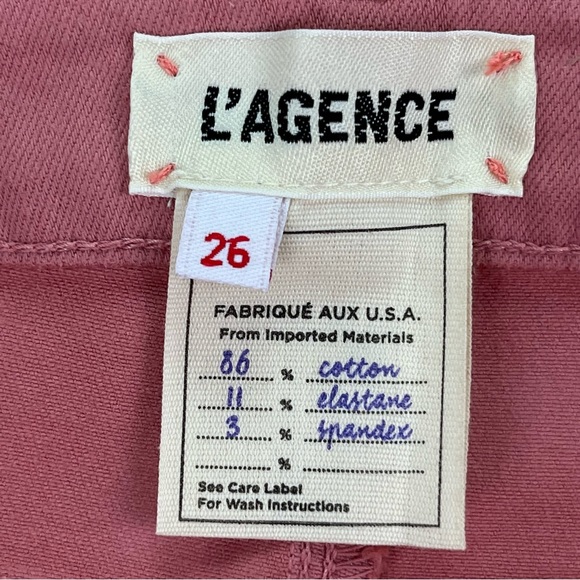 L'AGENCE
26
FABRIQUÉ AUX U.S.A.
From Imported Materials
86 % cotton
11 % elastane
3 % spandex
%
See Care Label
For Wash Instructions